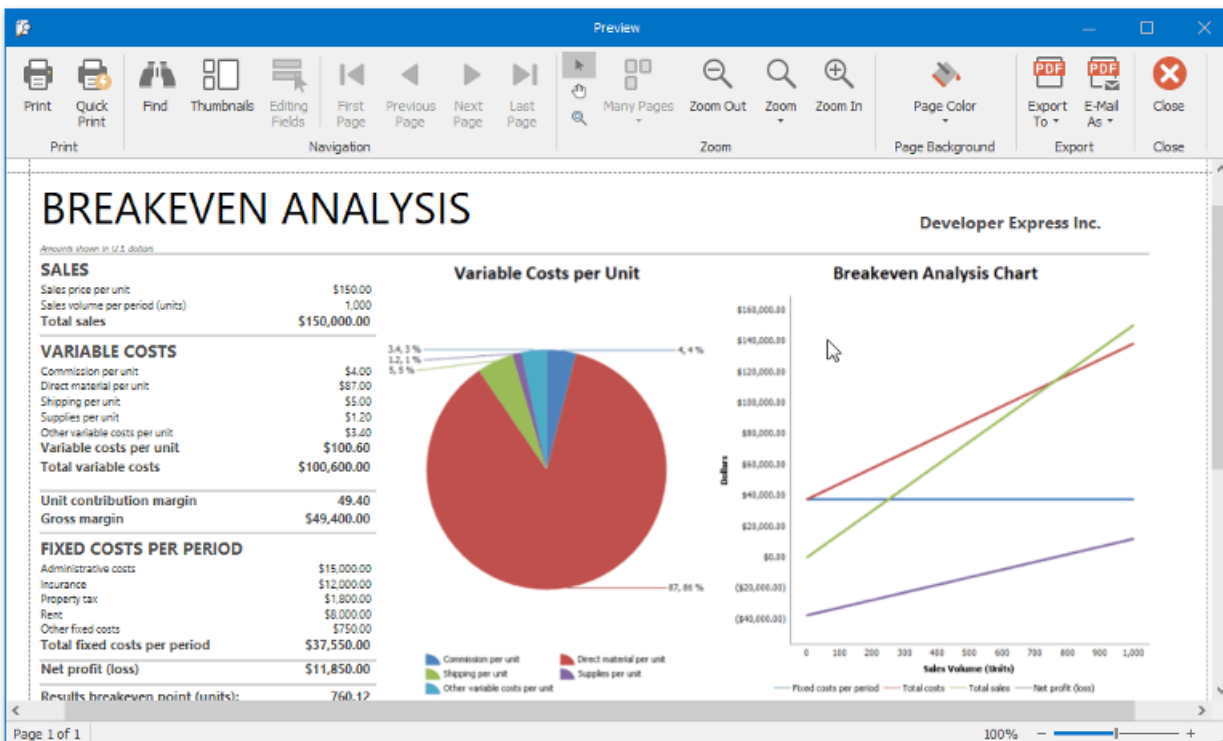 Preview
Print
Quick Print
Find
Thumbnails
Editing Fields
First Page
Previous Page
Next Page
Last Page
Many Pages
Zoom Out
Zoom
Zoom In
Page Color
PDF
Export To
PDF
E-Mail As
Close
Print
Navigation
Zoom
Page Background
Export
Close
BREAKEVEN ANALYSIS
Developer Express Inc.
Amounts shown in U.S. dollars
SALES
Sales price per unit $150.00
Sales volume per period (units) 1,000
Total sales $150,000.00
VARIABLE COSTS
Commission per unit $4.00
Direct material per unit $87.00
Shipping per unit $5.00
Supplies per unit $1.20
Other variable costs per unit $3.40
Variable costs per unit $100.60
Total variable costs $100,600.00
Unit contribution margin 49.40
Gross margin $49,400.00
FIXED COSTS PER PERIOD
Administrative costs $15,000.00
Insurance $12,000.00
Property tax $1,800.00
Rent $8,000.00
Other fixed costs $750.00
Total fixed costs per period $37,550.00
Net profit (loss) $11,850.00
Results breakeven point (units): 760.12
Variable Costs per Unit
3.4, 3 %
1.2, 1 %
5, 5 %
4, 4 %
87, 86 %
Commission per unit
Direct material per unit
Shipping per unit
Supplies per unit
Other variable costs per unit
Breakeven Analysis Chart
$160,000.00
$140,000.00
$120,000.00
$100,000.00
$80,000.00
$60,000.00
$40,000.00
$20,000.00
$0.00
($20,000.00)
($40,000.00)
Dollars
0 100 200 300 400 500 600 700 800 900 1,000
Sales Volume (Units)
Fixed costs per period Total costs Total sales Net profit (loss)
Page 1 of 1
100%